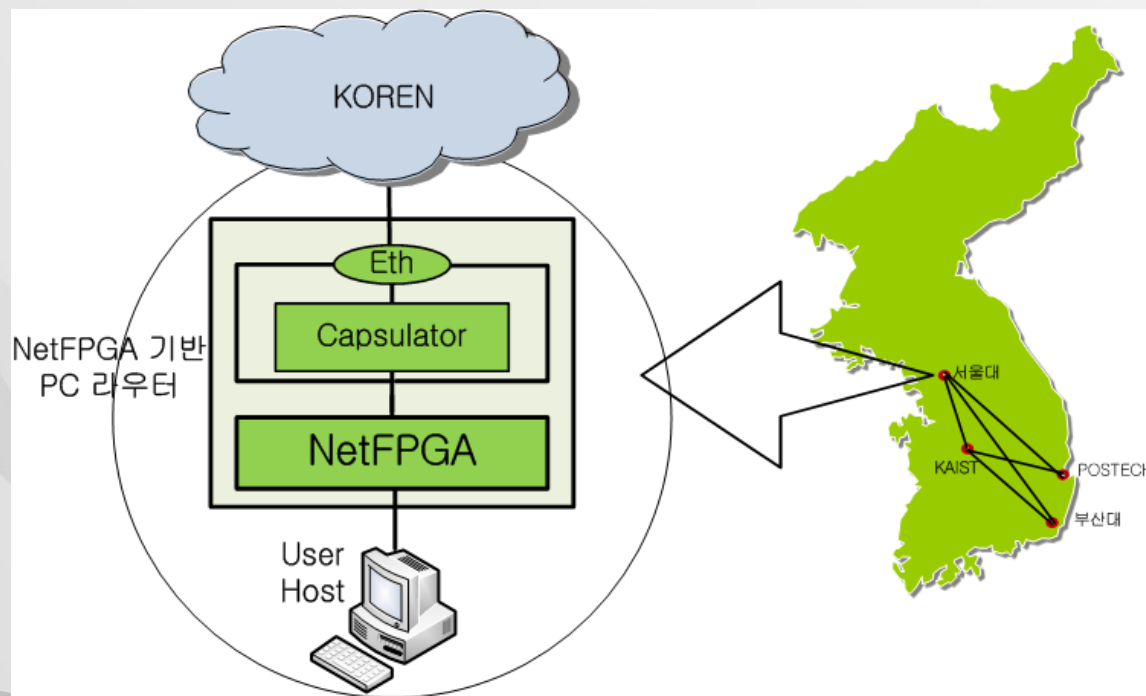 KOREN
Eth
Capsulator
NetFPGA 기반
PC 라우터
NetFPGA
User
Host
서울대
KAIST
POSTECH
부산대